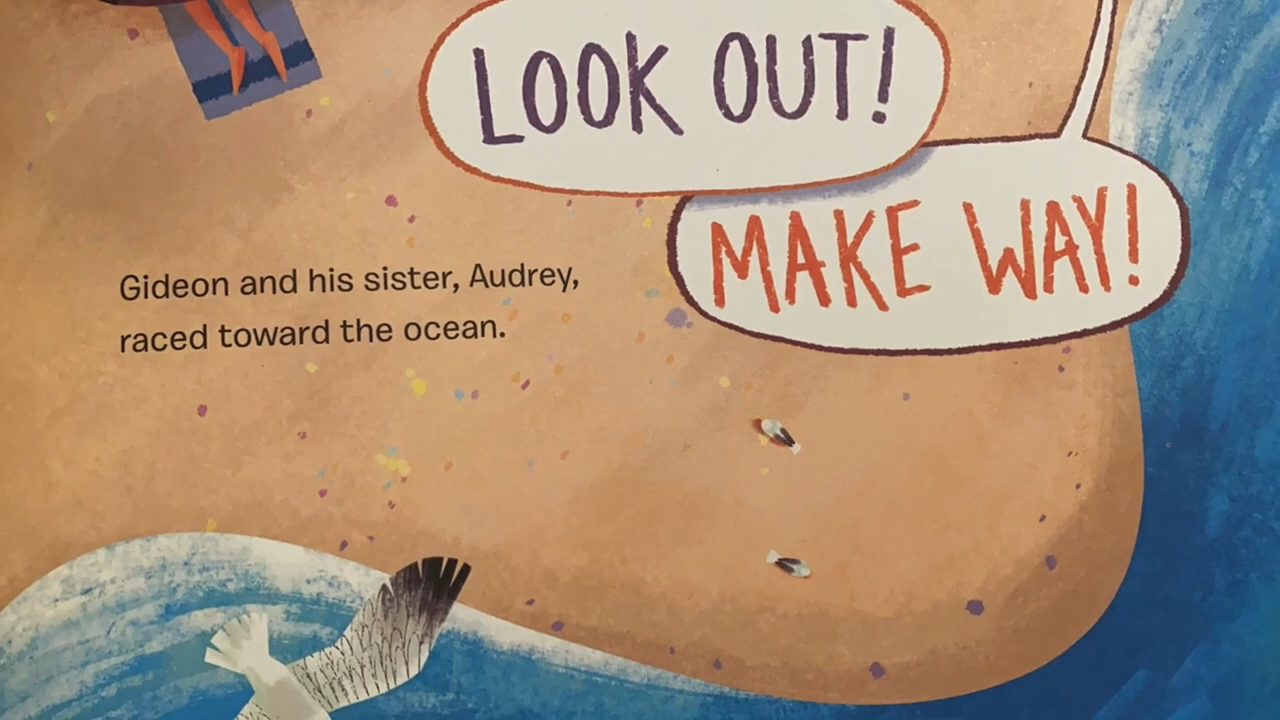 LOOK OUT!
MAKE WAY!
Gideon and his sister, Audrey,
raced toward the ocean.